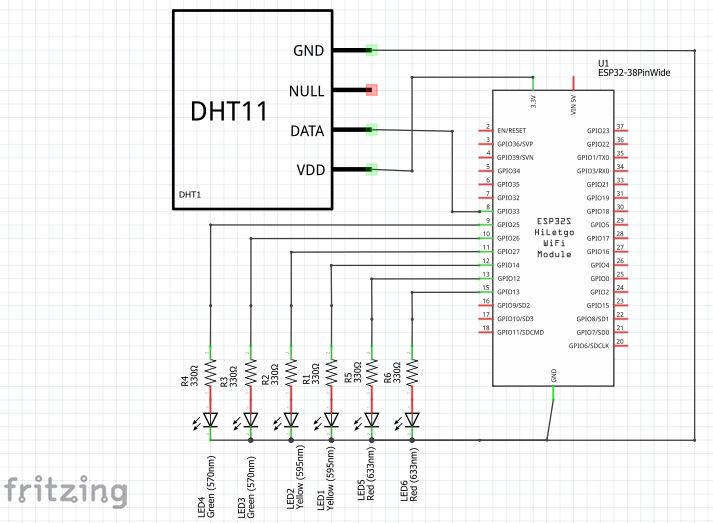 GND
NULL
DATA
VDD
DHT11
DHT1
U1
ESP32-38PinWide
3.3V
VIN 5V
2 EN/RESET
3 GPIO36/SVP
4 GPIO39/SVN
5 GPIO34
6 GPIO35
7 GPIO32
8 GPIO33
9 GPIO25
10 GPIO26
11 GPIO27
12 GPIO14
13 GPIO12
15 GPIO13
16 GPIO9/SD2
17 GPIO10/SD3
18 GPIO11/SDCMD
GPIO23 37
GPIO22 36
GPIO1/TX0 35
GPIO3/RX0 34
GPIO21 33
GPIO19 31
GPIO18 30
GPIO5 29
GPIO17 28
GPIO16 27
GPIO4 26
GPIO0 25
GPIO2 24
GPIO15 23
GPIO8/SD1 22
GPIO7/SD0 21
GPIO6/SDCLK 20
ESP32S
HiLetgo
WiFi
Module
GND
R4
330Ω
R3
330Ω
R2
330Ω
R1
330Ω
R5
330Ω
R6
330Ω
LED4
Green (570nm)
LED3
Green (570nm)
LED2
Yellow (595nm)
LED1
Yellow (595nm)
LED5
Red (633nm)
LED6
Red (633nm)
fritzing